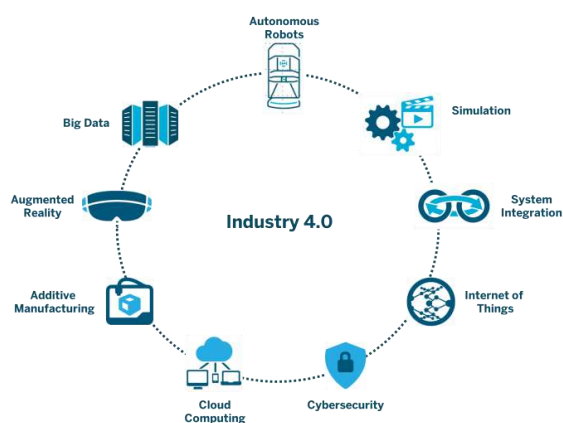 Autonomous
Robots
Simulation
System
Integration
Internet of
Things
Cybersecurity
Cloud
Computing
Additive
Manufacturing
Augmented
Reality
Big Data
Industry 4.0